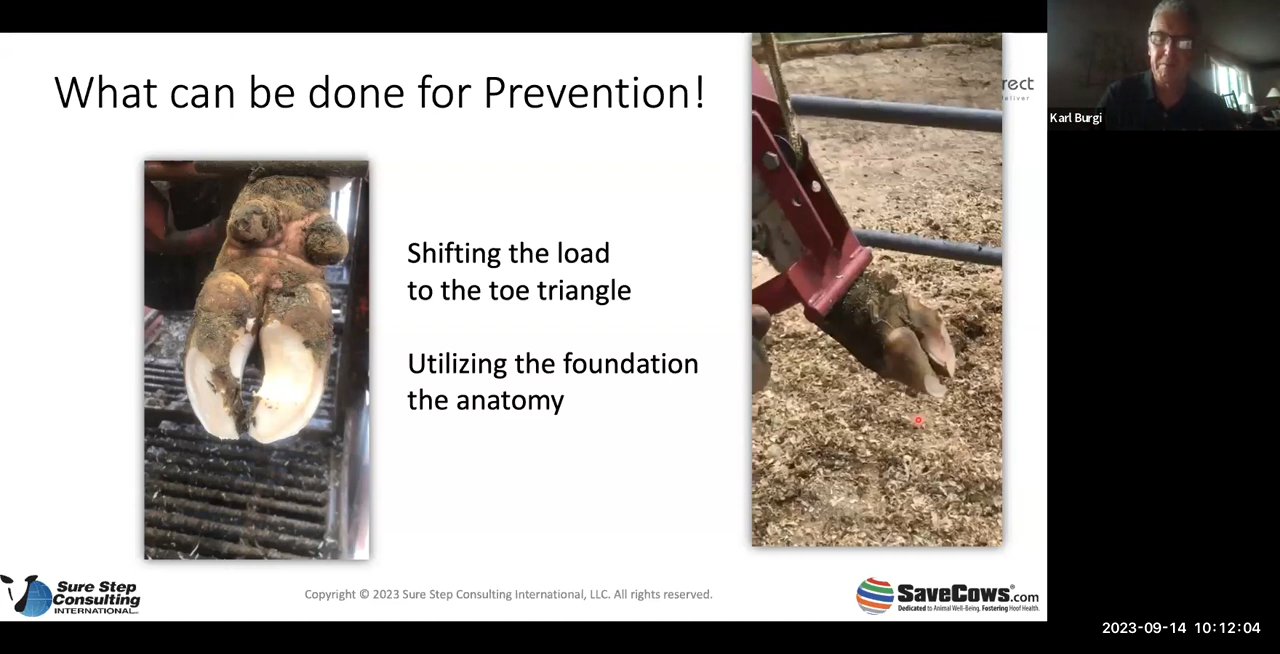 What can be done for Prevention!
rect
eliver
Karl Burgi
Shifting the load
to the toe triangle
Utilizing the foundation
the anatomy
Sure Step
Consulting
INTERNATIONAL
Copyright © 2023 Sure Step Consulting International, LLC. All rights reserved.
SaveCows.com
Dedicated to Animal Well-Being. Fostering Hoof Health.
2023-09-14 10:12:04